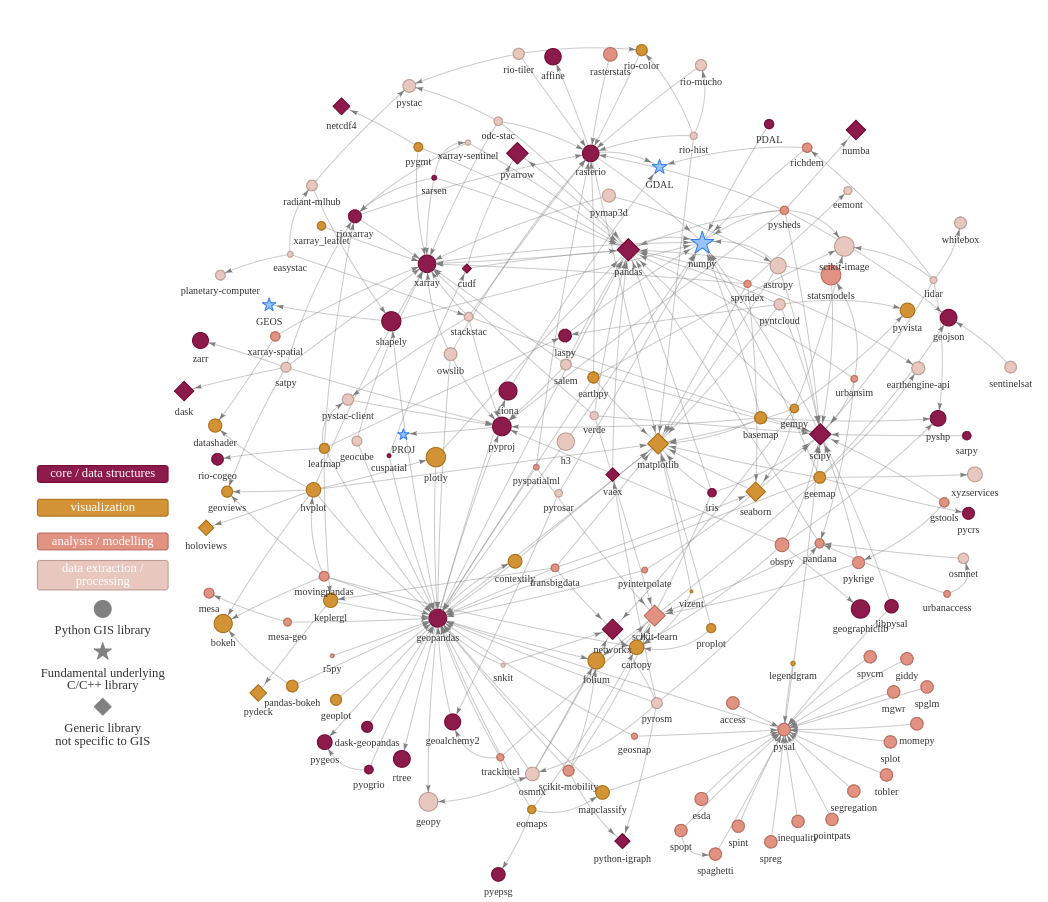 rio-tiler
affine
rasterstats
rio-color
rio-mucho
pystac
netcdf4
odc-stac
PDAL
numba
pygmt
xarray-sentinel
pyarrow
rasterio
rio-hist
GDAL
richdem
radiant-mlhub
sarsen
pymap3d
eemont
xarray_leaflet
rioxarray
pysheds
whitebox
easystac
pandas
numpy
scikit-image
planetary-computer
xarray
cudf
astropy
statsmodels
lidar
spyndex
GEOS
shapely
stackstac
pyntcloud
pyvista
geojson
zarr
xarray-spatial
owslib
laspy
satpy
salem
eartbpy
urbansim
earthengine-api
sentinelsat
dask
pystac-client
fiona
datashader
PROJ
pyproj
verde
basemap
gempy
scipy
pyshp
sarpy
rio-cogeo
leafmap
geocube
cuspatial
plotly
h3
matplotlib
core / data structures
pyspatialml
vaex
geoviews
hvplot
pyrosar
iris
seaborn
geemap
xyzservices
visualization
gstools
pycrs
holoviews
analysis / modelling
data extraction /
processing
contextily
transbigdata
pyinterpolate
obspy
pandana
pykrige
osmnet
movingpandas
mesa
keplergl
vizent
urbanaccess
Python GIS library
mesa-geo
bokeh
geopandas
networkx
scikit-learn
proplot
geographiclib
libpysal
Fundamental underlying
C/C++ library
r5py
snkit
folium
cartopy
legendgram
spvcm
giddy
pydeck
pandas-bokeh
geoplot
pyrosm
access
mgwr
spglm
Generic library
not specific to GIS
pygeos
dask-geopandas
geoalchemy2
geosnap
pysal
momepy
splot
pyogrio
rtree
trackintel
osmnx
scikit-mobility
tobler
geopy
eomaps
mapclassify
esda
segregation
python-igraph
spopt
spint
inequality
pointpats
spaghetti
spreg
pyepsg